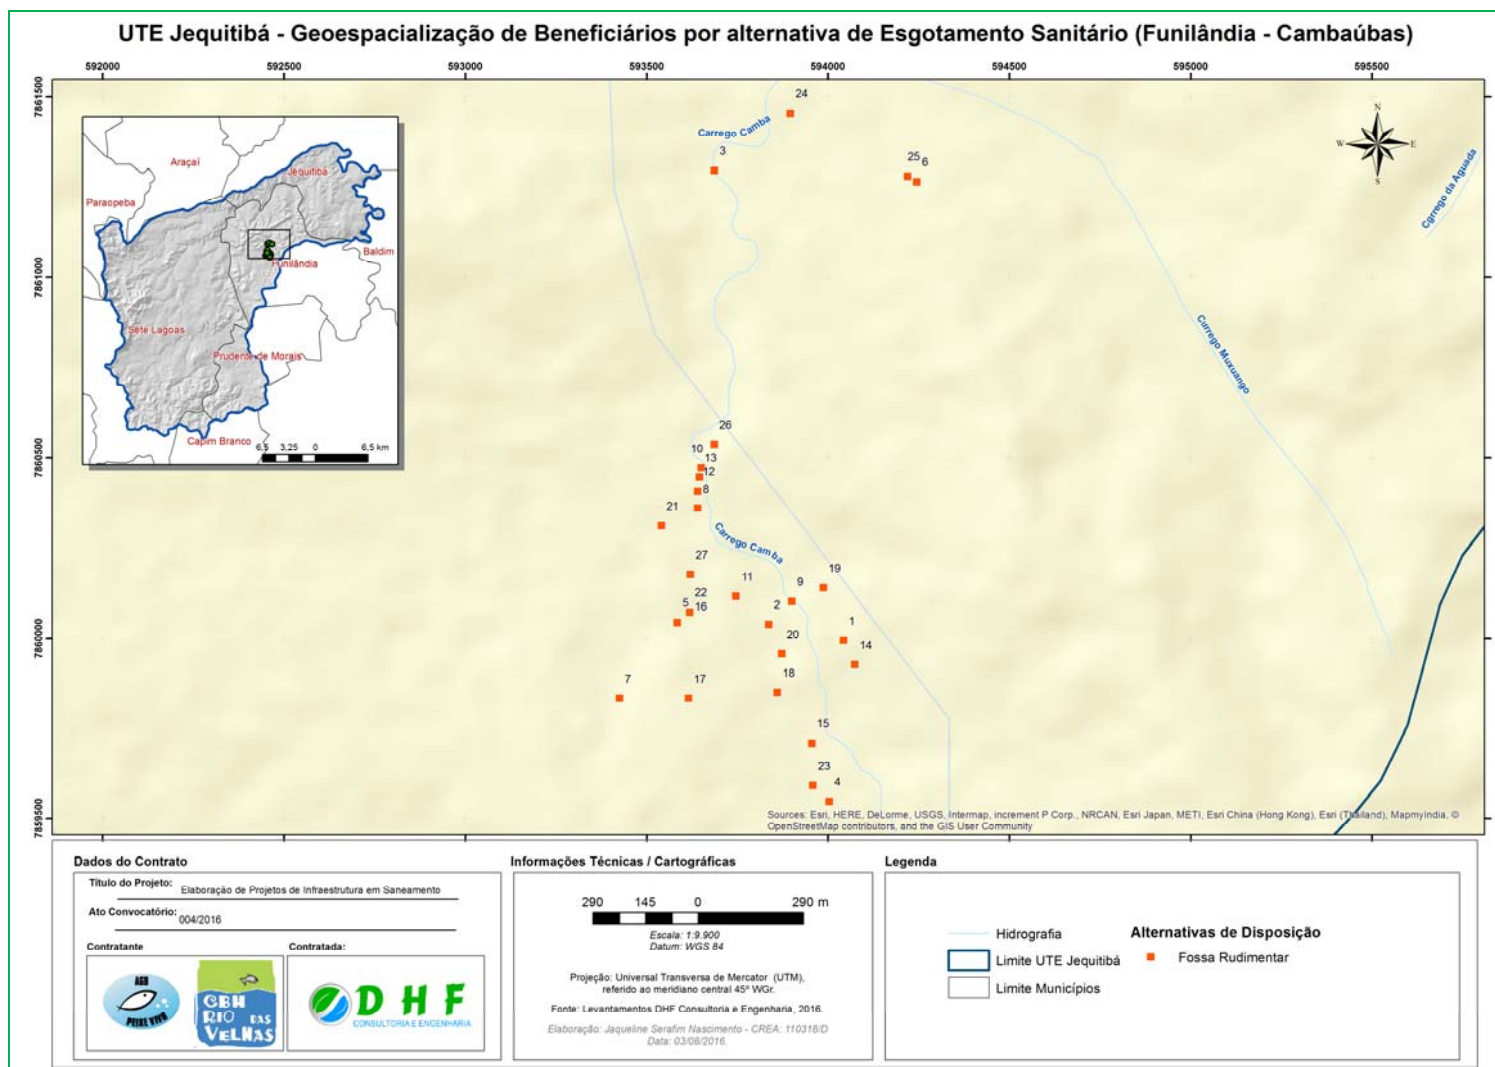 UTE Jequitibá - Geoespacialização de Beneficiários por alternativa de Esgotamento Sanitário (Funilândia - Cambaúbas)
592000 592500 593000 593500 594000 594500 595000 595500
7861500
7861000
7860500
7860000
7859500
Araçaí
Jequitibá
Paraopeba
Baldim
Funilândia
Sete Lagoas
Prudente de Morais
Capim Branco
6,5 3,25 0 6,5 km
N
W E
S
24
Carrego Camba
3
25 6
Cgrrego da Aguada
Currego Muxuango
26
10
13
12
8
21
Carrego Camba
27
11
9
19
22
5 16
2
1
20
14
18
7
17
15
23
4
Sources: Esri, HERE, DeLorme, USGS, Intermap, increment P Corp., NRCAN, Esri Japan, METI, Esri China (Hong Kong), Esri (Thailand), MapmyIndia, ©
OpenStreetMap contributors, and the GIS User Community
Dados do Contrato
Título do Projeto: Elaboração de Projetos de Infraestrutura em Saneamento
Ato Convocatório: 004/2016
Contratante Contratada:
AGB
PEIXE VIVO
CBH
RIO DAS
VELHAS
DHF
CONSULTORIA E ENGENHARIA
Informações Técnicas / Cartográficas
290 145 0 290 m
Escala: 1:9.900
Datum: WGS 84
Projeção: Universal Transversa de Mercator (UTM),
referido ao meridiano central 45º WGr.
Fonte: Levantamentos DHF Consultoria e Engenharia, 2016.
Elaboração: Jaqueline Serafim Nascimento - CREA: 110318/D
Data: 03/08/2016.
Legenda
Hidrografia
Limite UTE Jequitibá
Limite Municípios
Alternativas de Disposição
Fossa Rudimentar